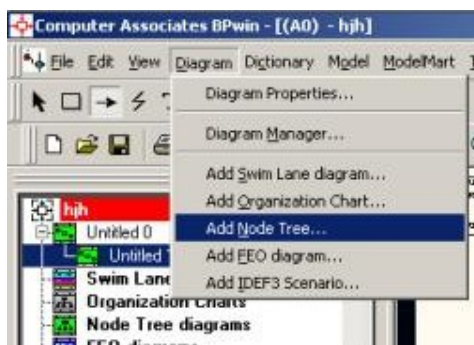 Computer Associates BPwin - [(A0) - hjh]
File Edit View Diagram Dictionary Model ModelMart
Diagram Properties...
Diagram Manager...
Add Swim Lane diagram...
Add Organization Chart...
Add Node Tree...
Add FEO diagram...
Add IDEF3 Scenario...
hjh
Untitled 0
Untitled
Swim Lane
Organization Charts
Node Tree diagrams
FEO diagrams